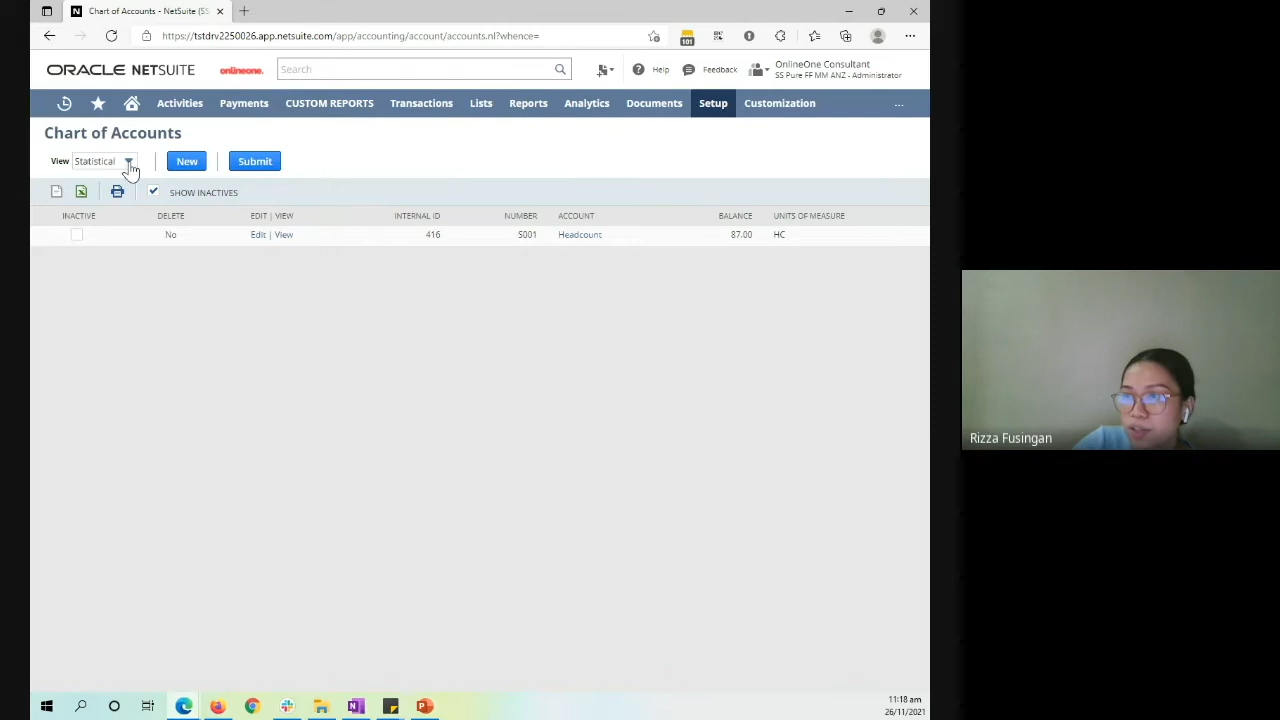 Chart of Accounts - NetSuite (SS
https://tstdrv2250026.app.netsuite.com/app/accounting/account/accounts.nl?whence=
101
ORACLE NETSUITE
onlineone.
Search
Help
Feedback
OnlineOne Consultant
SS Pure FF MM ANZ - Administrator
Activities
Payments
CUSTOM REPORTS
Transactions
Lists
Reports
Analytics
Documents
Setup
Customization
...
Chart of Accounts
View
Statistical
New
Submit
SHOW INACTIVES
INACTIVE DELETE EDIT | VIEW INTERNAL ID NUMBER ACCOUNT BALANCE UNITS OF MEASURE
No Edit | View 416 S001 Headcount 87.00 HC
Rizza Fusingan
11:18 am
26/11/2021